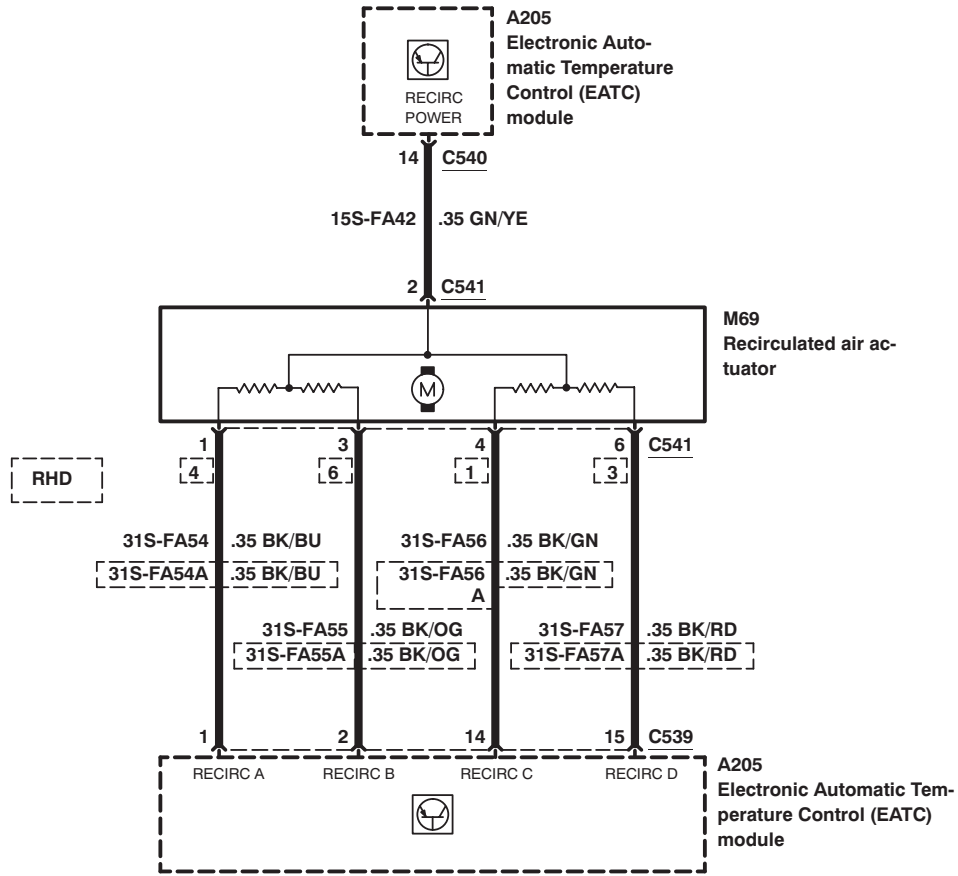 A205
Electronic Auto-
matic Temperature
Control (EATC)
module
RECIRC
POWER
14 C540
15S-FA42 .35 GN/YE
2 C541
M69
Recirculated air ac-
tuator
M
1 3 4 6 C541
RHD 4 6 1 3
31S-FA54 .35 BK/BU 31S-FA56 .35 BK/GN
31S-FA54A .35 BK/BU 31S-FA56 .35 BK/GN
A
31S-FA55 .35 BK/OG 31S-FA57 .35 BK/RD
31S-FA55A .35 BK/OG 31S-FA57A .35 BK/RD
1 2 14 15 C539
RECIRC A RECIRC B RECIRC C RECIRC D
A205
Electronic Automatic Tem-
perature Control (EATC)
module